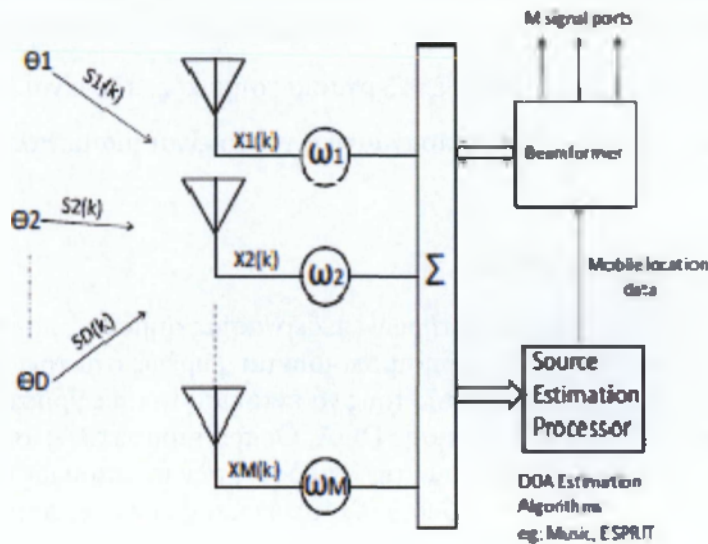 M signal ports
Θ1
S1(k)
X1(k)
ω1
Beamformer
Θ2
S2(k)
X2(k)
ω2
Σ
Mobile location
data
SD(k)
ΘD
Source
Estimation
Processor
XM(k)
ωM
DOA Estimation
Algorithms
eg; Music, ESPRIT